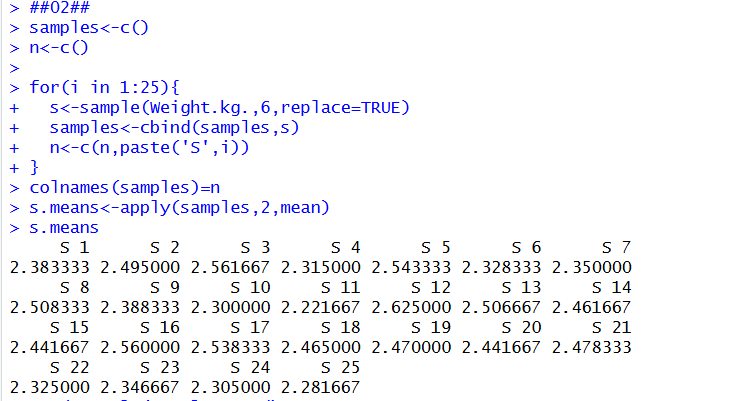 > ##02##
> samples<-c()
> n<-c()
>
> for(i in 1:25){
+   s<-sample(Weight.kg.,6,replace=TRUE)
+   samples<-cbind(samples,s)
+   n<-c(n,paste('S',i))
+ }
> colnames(samples)=n
> s.means<-apply(samples,2,mean)
> s.means
     S 1      S 2      S 3      S 4      S 5      S 6      S 7
2.383333 2.495000 2.561667 2.315000 2.543333 2.328333 2.350000
     S 8      S 9     S 10     S 11     S 12     S 13     S 14
2.508333 2.388333 2.300000 2.221667 2.625000 2.506667 2.461667
    S 15     S 16     S 17     S 18     S 19     S 20     S 21
2.441667 2.560000 2.538333 2.465000 2.470000 2.441667 2.478333
    S 22     S 23     S 24     S 25
2.325000 2.346667 2.305000 2.281667